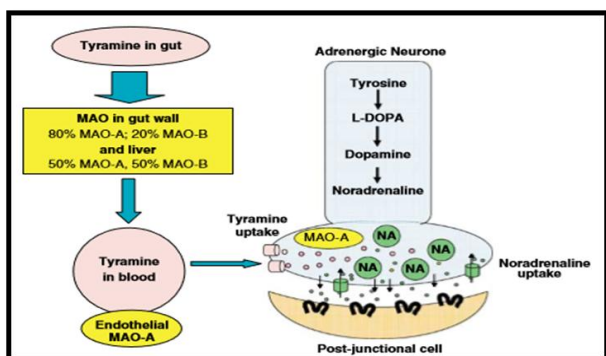 Tyramine in gut
MAO in gut wall
80% MAO-A; 20% MAO-B
and liver
50% MAO-A, 50% MAO-B
Tyramine
in blood
Endothelial
MAO-A
Adrenergic Neurone
Tyrosine
L-DOPA
Dopamine
Noradrenaline
Tyramine
uptake
MAO-A
NA
NA
NA
NA
NA
Noradrenaline
uptake
Post-junctional cell